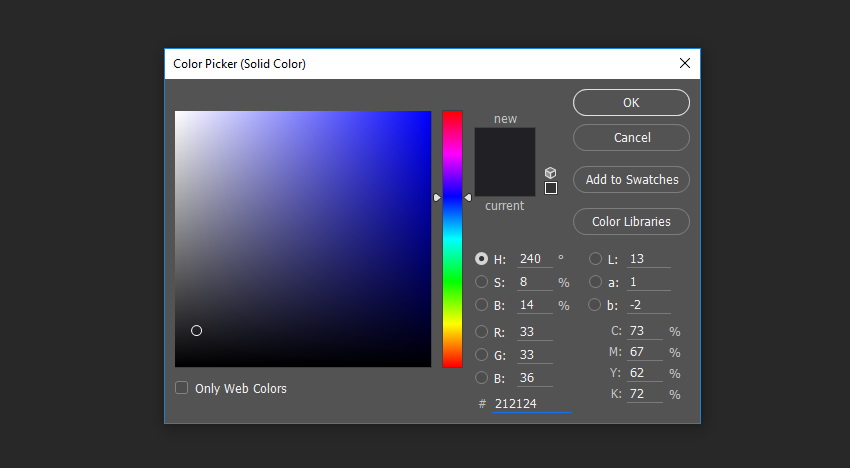 Color Picker (Solid Color)
new
current
OK
Cancel
Add to Swatches
Color Libraries
H: 240 °
S: 8 %
B: 14 %
R: 33
G: 33
B: 36
# 212124
L: 13
a: 1
b: -2
C: 73 %
M: 67 %
Y: 62 %
K: 72 %
Only Web Colors